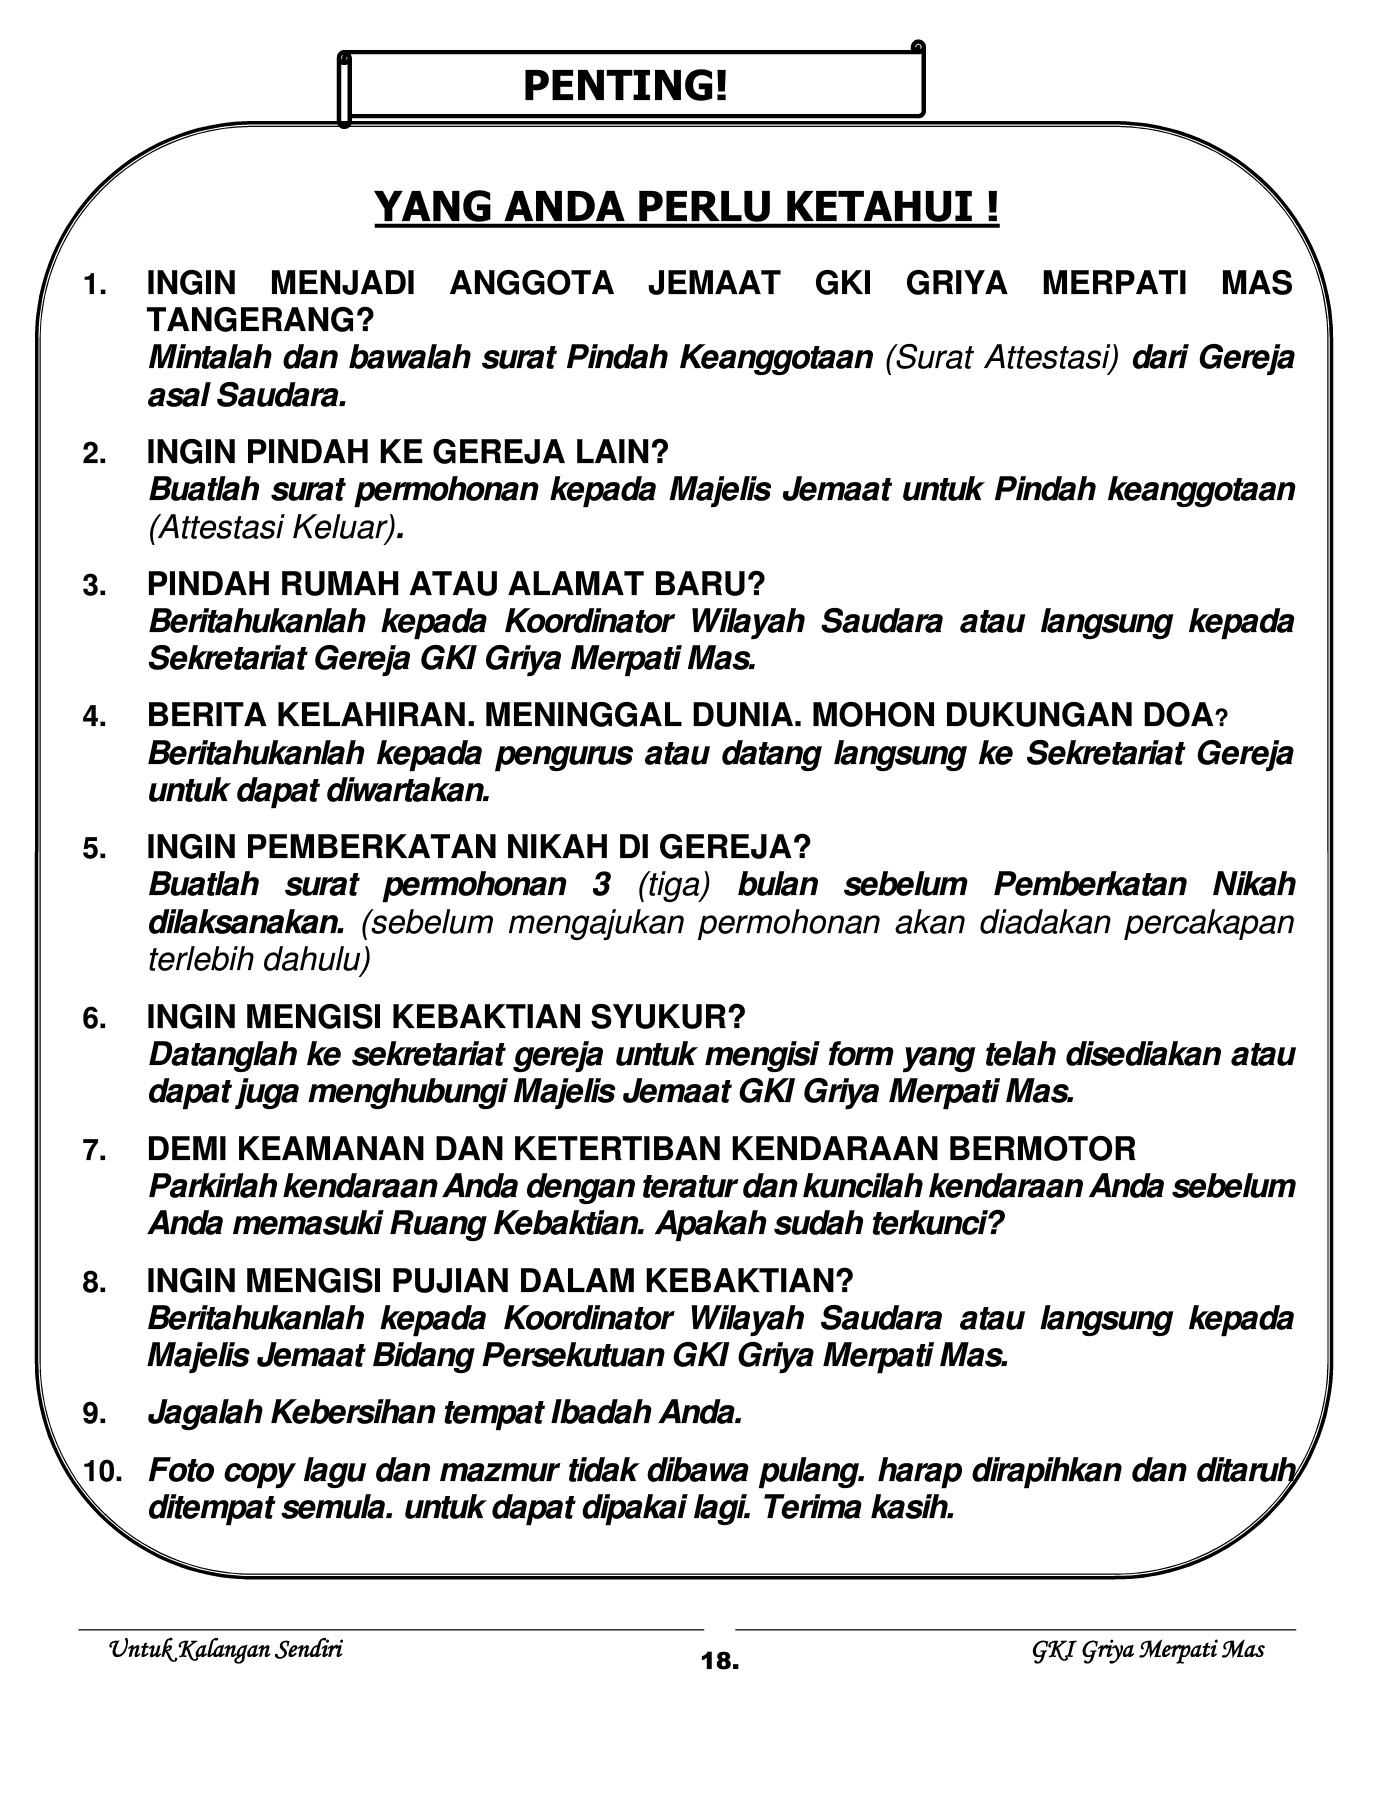 PENTING!
YANG ANDA PERLU KETAHUI !
1. INGIN MENJADI ANGGOTA JEMAAT GKI GRIYA MERPATI MAS
TANGERANG?
Mintalah dan bawalah surat Pindah Keanggotaan (Surat Attestasi) dari Gereja
asal Saudara.
2. INGIN PINDAH KE GEREJA LAIN?
Buatlah surat permohonan kepada Majelis Jemaat untuk Pindah keanggotaan
(Attestasi Keluar).
3. PINDAH RUMAH ATAU ALAMAT BARU?
Beritahukanlah kepada Koordinator Wilayah Saudara atau langsung kepada
Sekretariat Gereja GKI Griya Merpati Mas.
4. BERITA KELAHIRAN. MENINGGAL DUNIA. MOHON DUKUNGAN DOA?
Beritahukanlah kepada pengurus atau datang langsung ke Sekretariat Gereja
untuk dapat diwartakan.
5. INGIN PEMBERKATAN NIKAH DI GEREJA?
Buatlah surat permohonan 3 (tiga) bulan sebelum Pemberkatan Nikah
dilaksanakan. (sebelum mengajukan permohonan akan diadakan percakapan
terlebih dahulu)
6. INGIN MENGISI KEBAKTIAN SYUKUR?
Datanglah ke sekretariat gereja untuk mengisi form yang telah disediakan atau
dapat juga menghubungi Majelis Jemaat GKI Griya Merpati Mas.
7. DEMI KEAMANAN DAN KETERTIBAN KENDARAAN BERMOTOR
Parkirlah kendaraan Anda dengan teratur dan kuncilah kendaraan Anda sebelum
Anda memasuki Ruang Kebaktian. Apakah sudah terkunci?
8. INGIN MENGISI PUJIAN DALAM KEBAKTIAN?
Beritahukanlah kepada Koordinator Wilayah Saudara atau langsung kepada
Majelis Jemaat Bidang Persekutuan GKI Griya Merpati Mas.
9. Jagalah Kebersihan tempat Ibadah Anda.
10. Foto copy lagu dan mazmur tidak dibawa pulang. harap dirapihkan dan ditaruh
ditempat semula. untuk dapat dipakai lagi. Terima kasih.
Untuk Kalangan Sendiri
18.
GKI Griya Merpati Mas